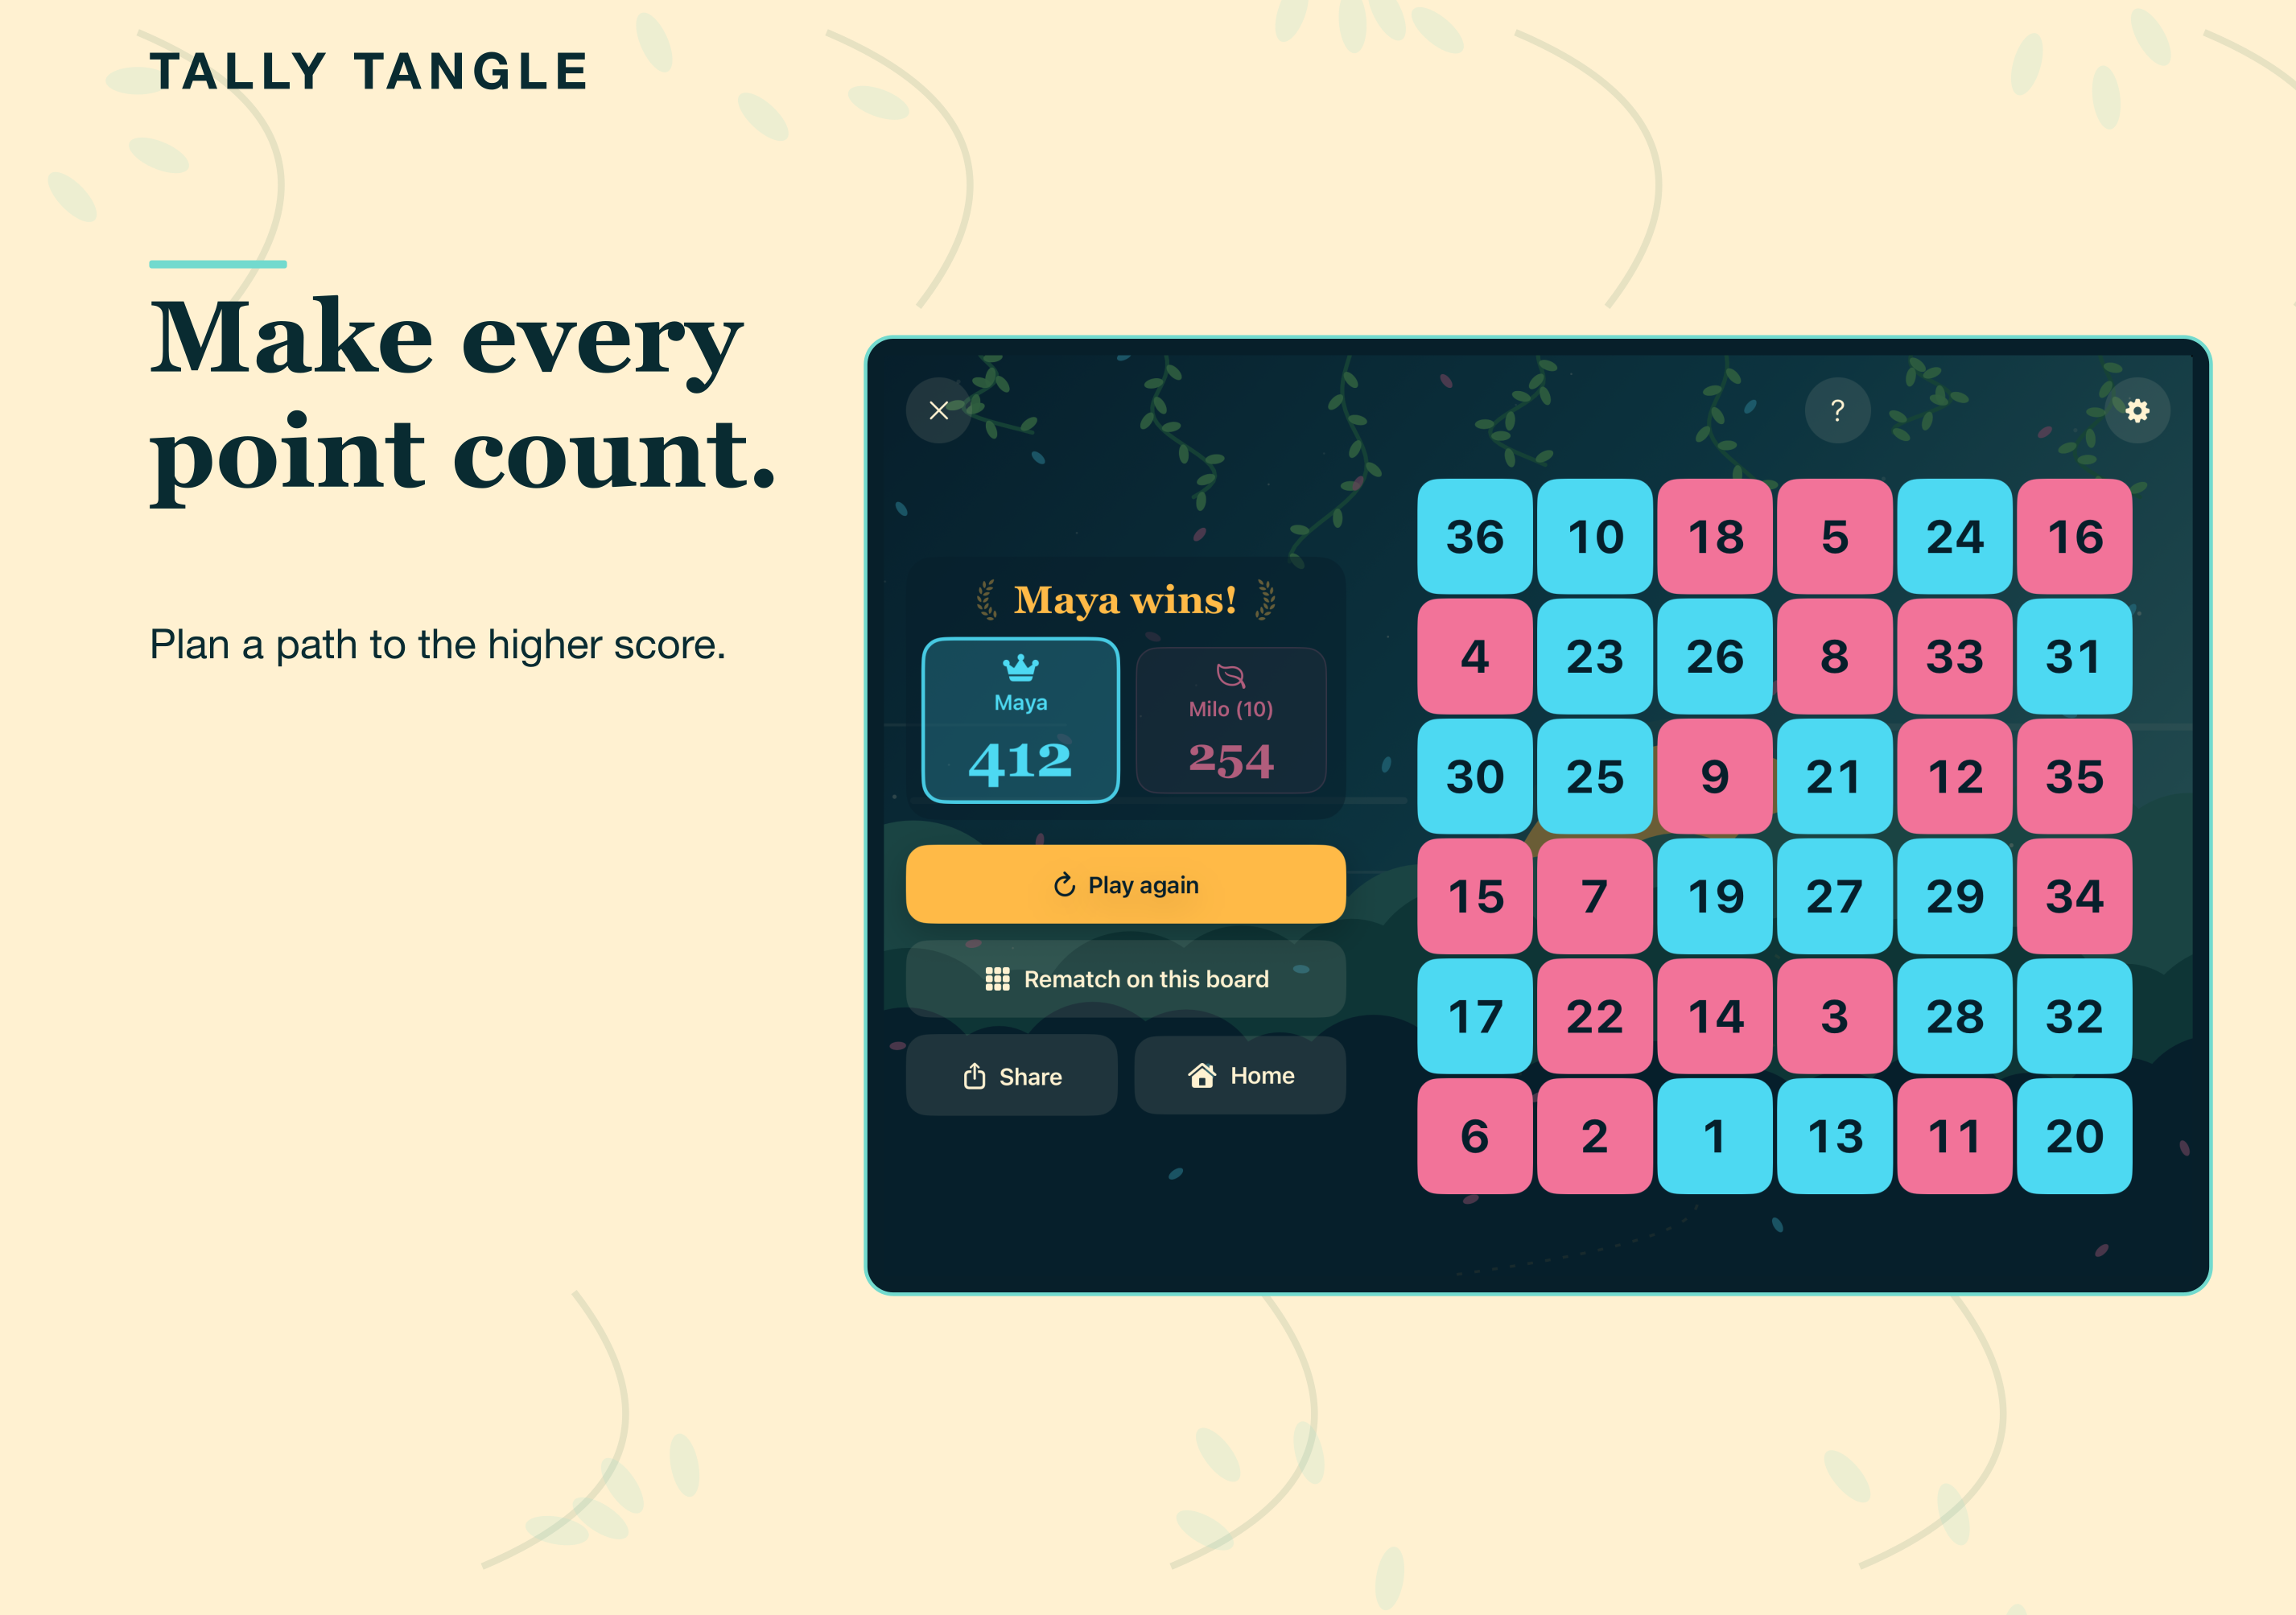 TALLY TANGLE
Make every
point count.
Plan a path to the higher score.
?
Maya wins!
Maya
412
Milo (10)
254
Play again
Rematch on this board
Share
Home
36 10 18 5 24 16
4 23 26 8 33 31
30 25 9 21 12 35
15 7 19 27 29 34
17 22 14 3 28 32
6 2 1 13 11 20